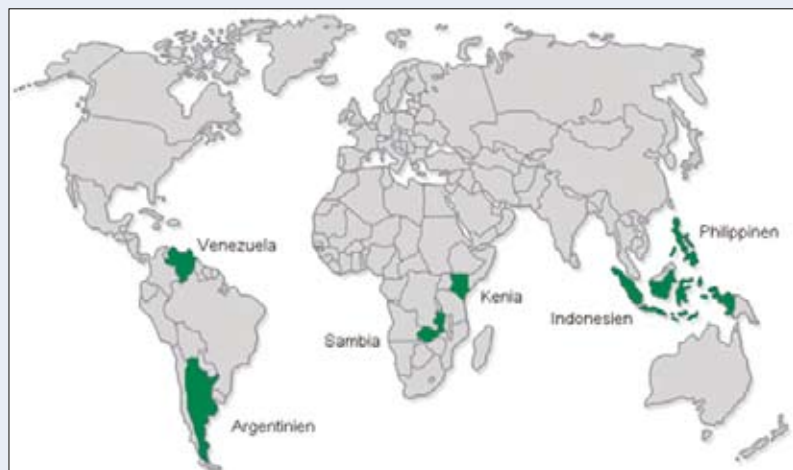 Venezuela
Philippinen
Kenia
Indonesien
Sambia
Argentinien